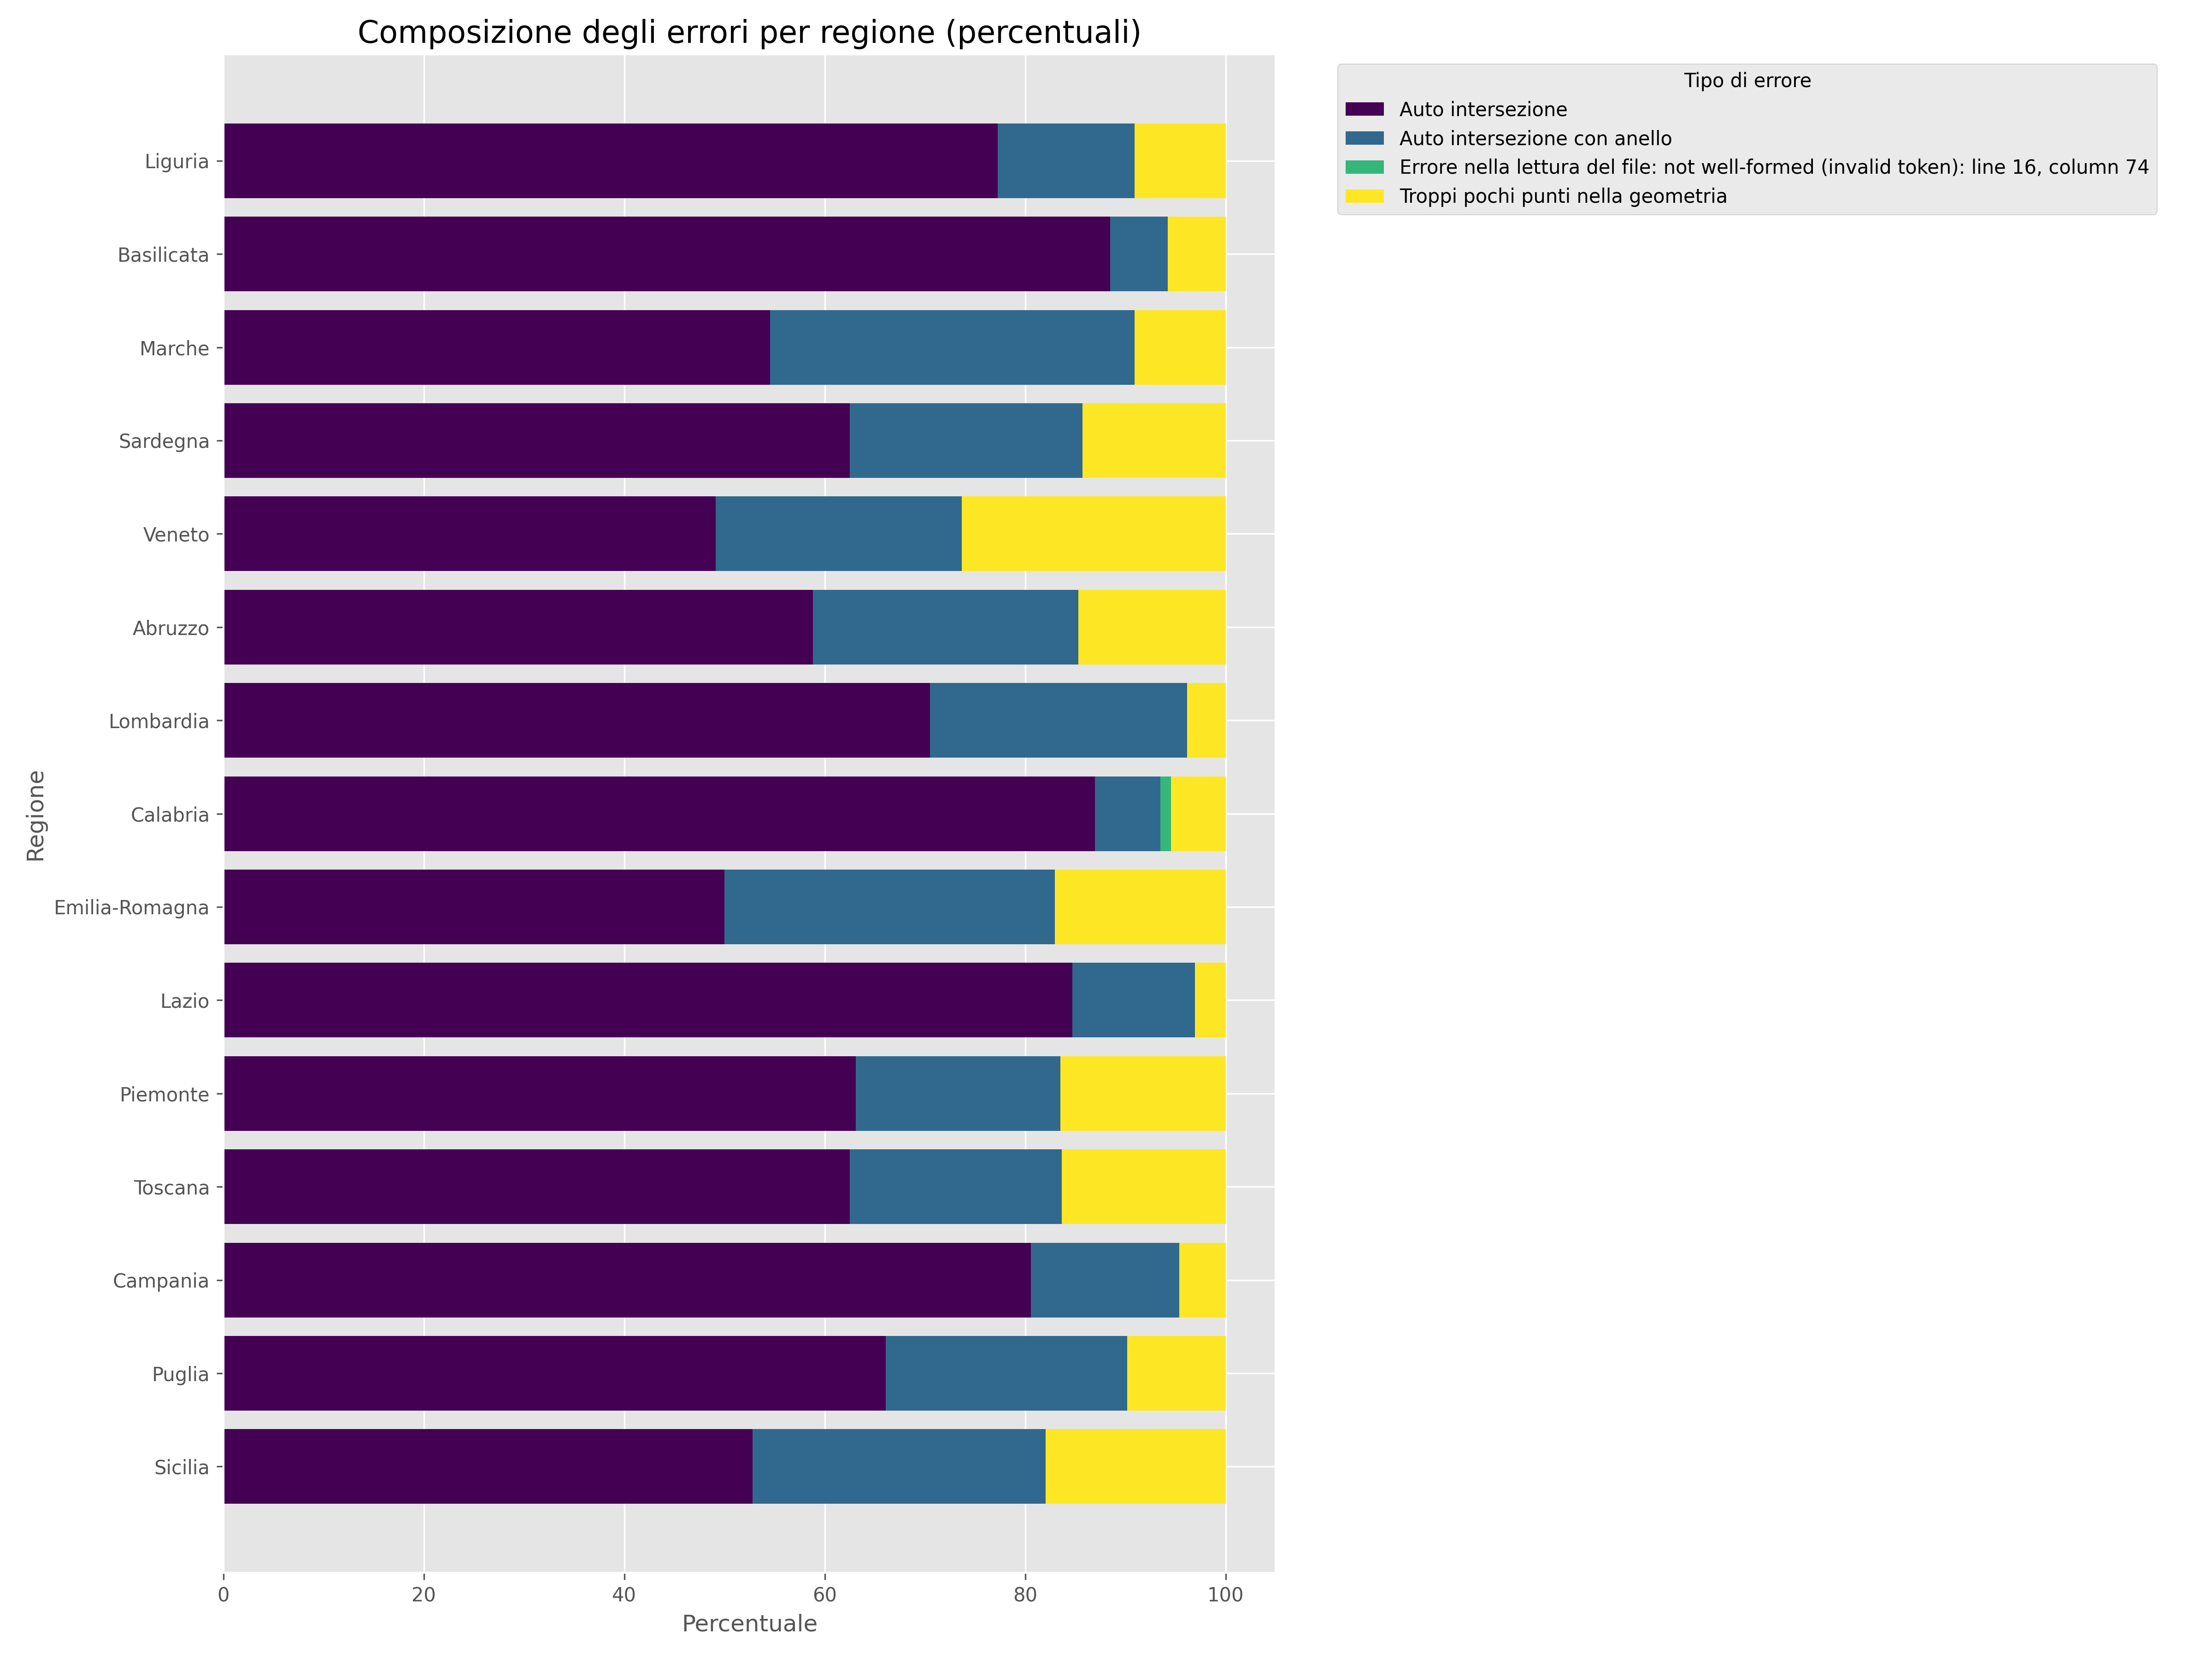 Composizione degli errori per regione (percentuali)
Tipo di errore
Auto intersezione
Auto intersezione con anello
Errore nella lettura del file: not well-formed (invalid token): line 16, column 74
Troppi pochi punti nella geometria
Regione
Liguria
Basilicata
Marche
Sardegna
Veneto
Abruzzo
Lombardia
Calabria
Emilia-Romagna
Lazio
Piemonte
Toscana
Campania
Puglia
Sicilia
0 20 40 60 80 100
Percentuale